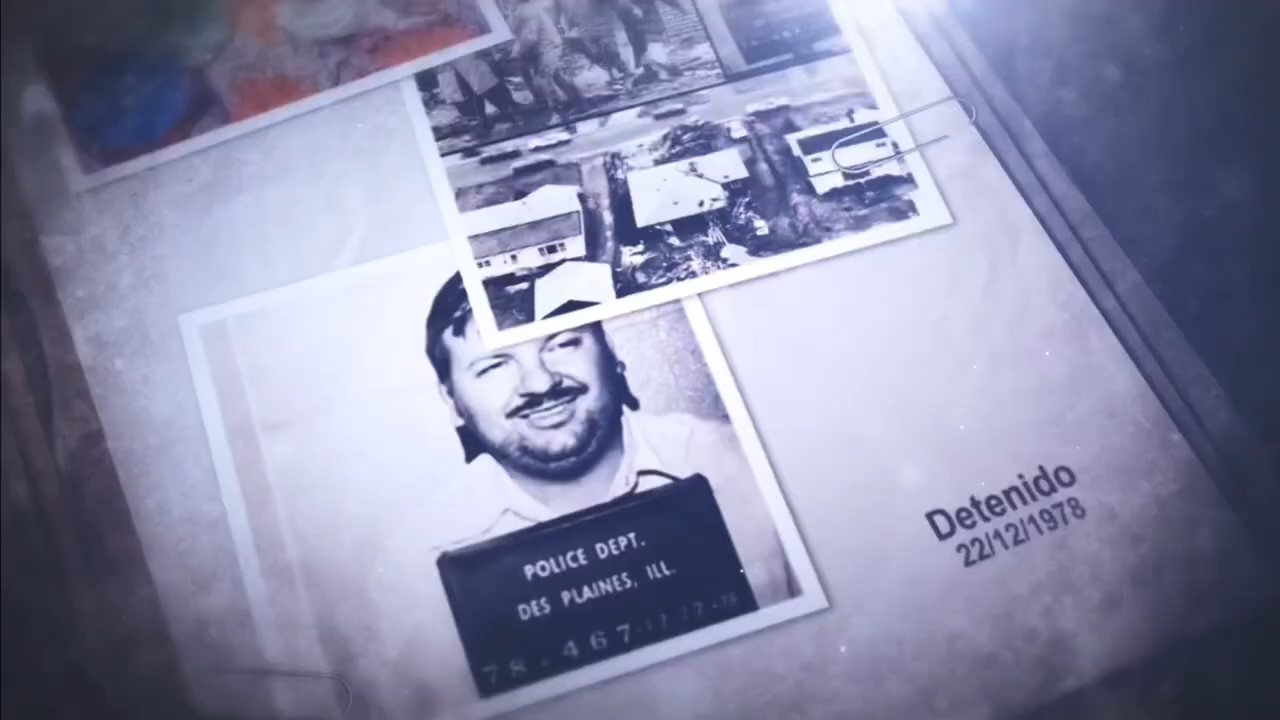 POLICE DEPT.
DES PLAINES, ILL.
78-467
Detenido
22/12/1978